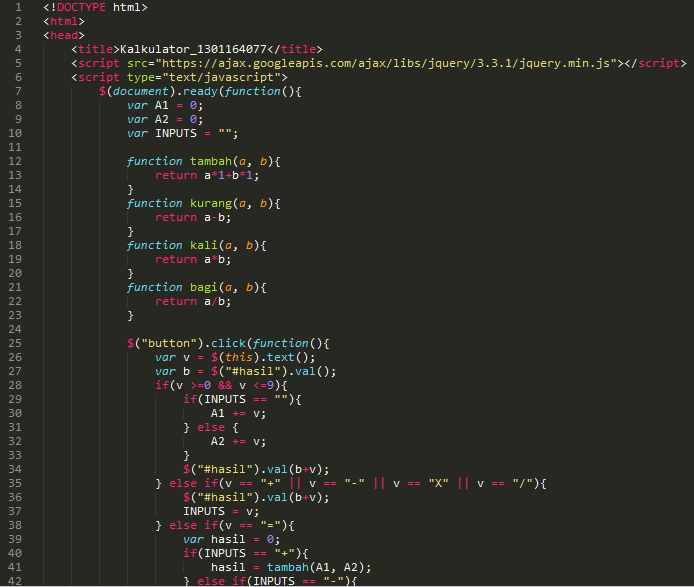 1 <!DOCTYPE html>
2 <html>
3 <head>
4     <title>Kalkulator_1301164077</title>
5     <script src="https://ajax.googleapis.com/ajax/libs/jquery/3.3.1/jquery.min.js"></script>
6     <script type="text/javascript">
7         $(document).ready(function(){
8             var A1 = 0;
9             var A2 = 0;
10             var INPUTS = "";
11
12             function tambah(a, b){
13                 return a*1+b*1;
14             }
15             function kurang(a, b){
16                 return a-b;
17             }
18             function kali(a, b){
19                 return a*b;
20             }
21             function bagi(a, b){
22                 return a/b;
23             }
24
25             $("button").click(function(){
26                 var v = $(this).text();
27                 var b = $("#hasil").val();
28                 if(v >=0 && v <=9){
29                     if(INPUTS == ""){
30                         A1 += v;
31                     } else {
32                         A2 += v;
33                     }
34                     $("#hasil").val(b+v);
35                 } else if(v == "+" || v == "-" || v == "X" || v == "/"){
36                     $("#hasil").val(b+v);
37                     INPUTS = v;
38                 } else if(v == "="){
39                     var hasil = 0;
40                     if(INPUTS == "+"){
41                         hasil = tambah(A1, A2);
42                     } else if(INPUTS == "-"){